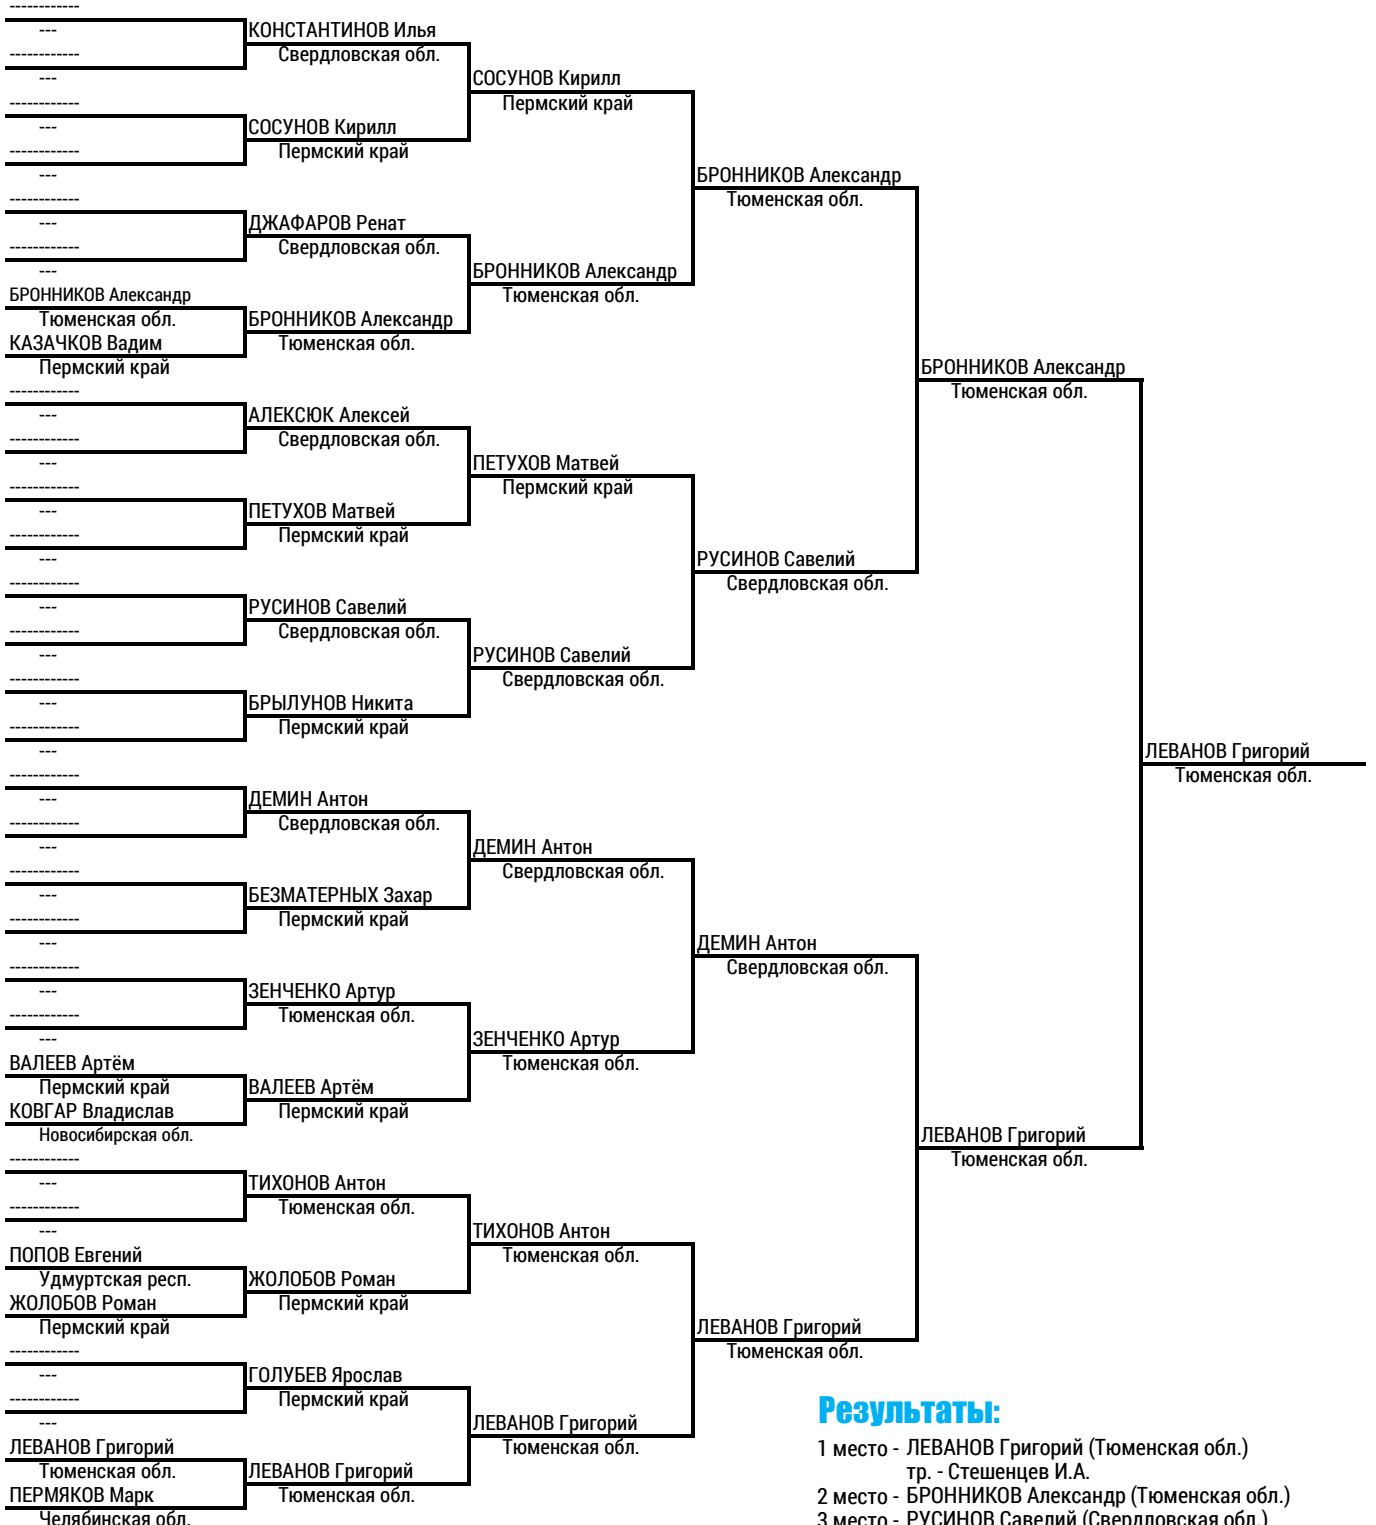 ------------
---
------------
---
------------
---
------------
---
------------
---
------------
---
БРОННИКОВ Александр
Тюменская обл.
КАЗАЧКОВ Вадим
Пермский край
------------
---
------------
---
------------
---
------------
---
------------
---
------------
---
------------
---
------------
---
------------
---
------------
---
------------
---
------------
---
------------
---
------------
---
ВАЛЕЕВ Артём
Пермский край
КОВГАР Владислав
Новосибирская обл.
------------
---
------------
---
ПОПОВ Евгений
Удмуртская респ.
ЖОЛОБОВ Роман
Пермский край
------------
---
------------
---
ЛЕВАНОВ Григорий
Тюменская обл.
ПЕРМЯКОВ Марк
Челябинская обл.
КОНСТАНТИНОВ Илья
Свердловская обл.
СОСУНОВ Кирилл
Пермский край
ДЖАФАРОВ Ренат
Свердловская обл.
БРОННИКОВ Александр
Тюменская обл.
АЛЕКСЮК Алексей
Свердловская обл.
ПЕТУХОВ Матвей
Пермский край
РУСИНОВ Савелий
Свердловская обл.
БРЫЛУНОВ Никита
Пермский край
ДЕМИН Антон
Свердловская обл.
БЕЗМАТЕРНЫХ Захар
Пермский край
ЗЕНЧЕНКО Артур
Тюменская обл.
ВАЛЕЕВ Артём
Пермский край
ТИХОНОВ Антон
Тюменская обл.
ЖОЛОБОВ Роман
Пермский край
ГОЛУБЕВ Ярослав
Пермский край
ЛЕВАНОВ Григорий
Тюменская обл.
СОСУНОВ Кирилл
Пермский край
БРОННИКОВ Александр
Тюменская обл.
ПЕТУХОВ Матвей
Пермский край
РУСИНОВ Савелий
Свердловская обл.
ДЕМИН Антон
Свердловская обл.
ЗЕНЧЕНКО Артур
Тюменская обл.
ТИХОНОВ Антон
Тюменская обл.
ЛЕВАНОВ Григорий
Тюменская обл.
БРОННИКОВ Александр
Тюменская обл.
РУСИНОВ Савелий
Свердловская обл.
ДЕМИН Антон
Свердловская обл.
ЛЕВАНОВ Григорий
Тюменская обл.
БРОННИКОВ Александр
Тюменская обл.
ЛЕВАНОВ Григорий
Тюменская обл.
ЛЕВАНОВ Григорий
Тюменская обл.
Результаты:
1 место - ЛЕВАНОВ Григорий (Тюменская обл.)
тр. - Стешенцев И.А.
2 место - БРОННИКОВ Александр (Тюменская обл.)
3 место - РУСИНОВ Савелий (Свердловская обл.)